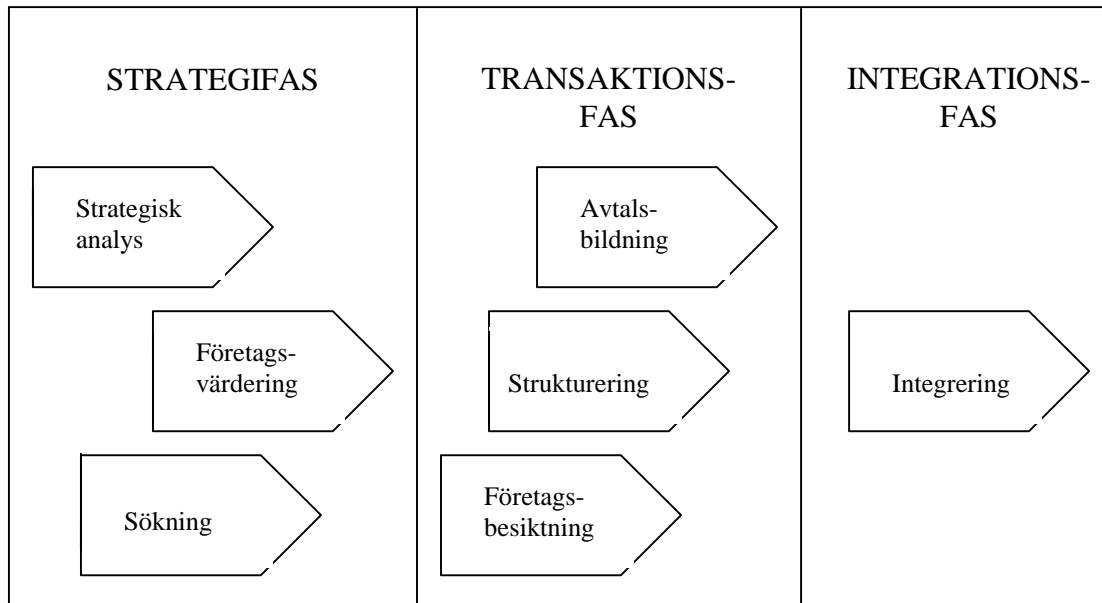 STRATEGIFAS
Strategisk
analys
Företags-
värdering
Sökning
TRANSAKTIONS-
FAS
Avtals-
bildning
Strukturering
Företags-
besiktning
INTEGRATIONS-
FAS
Integrering